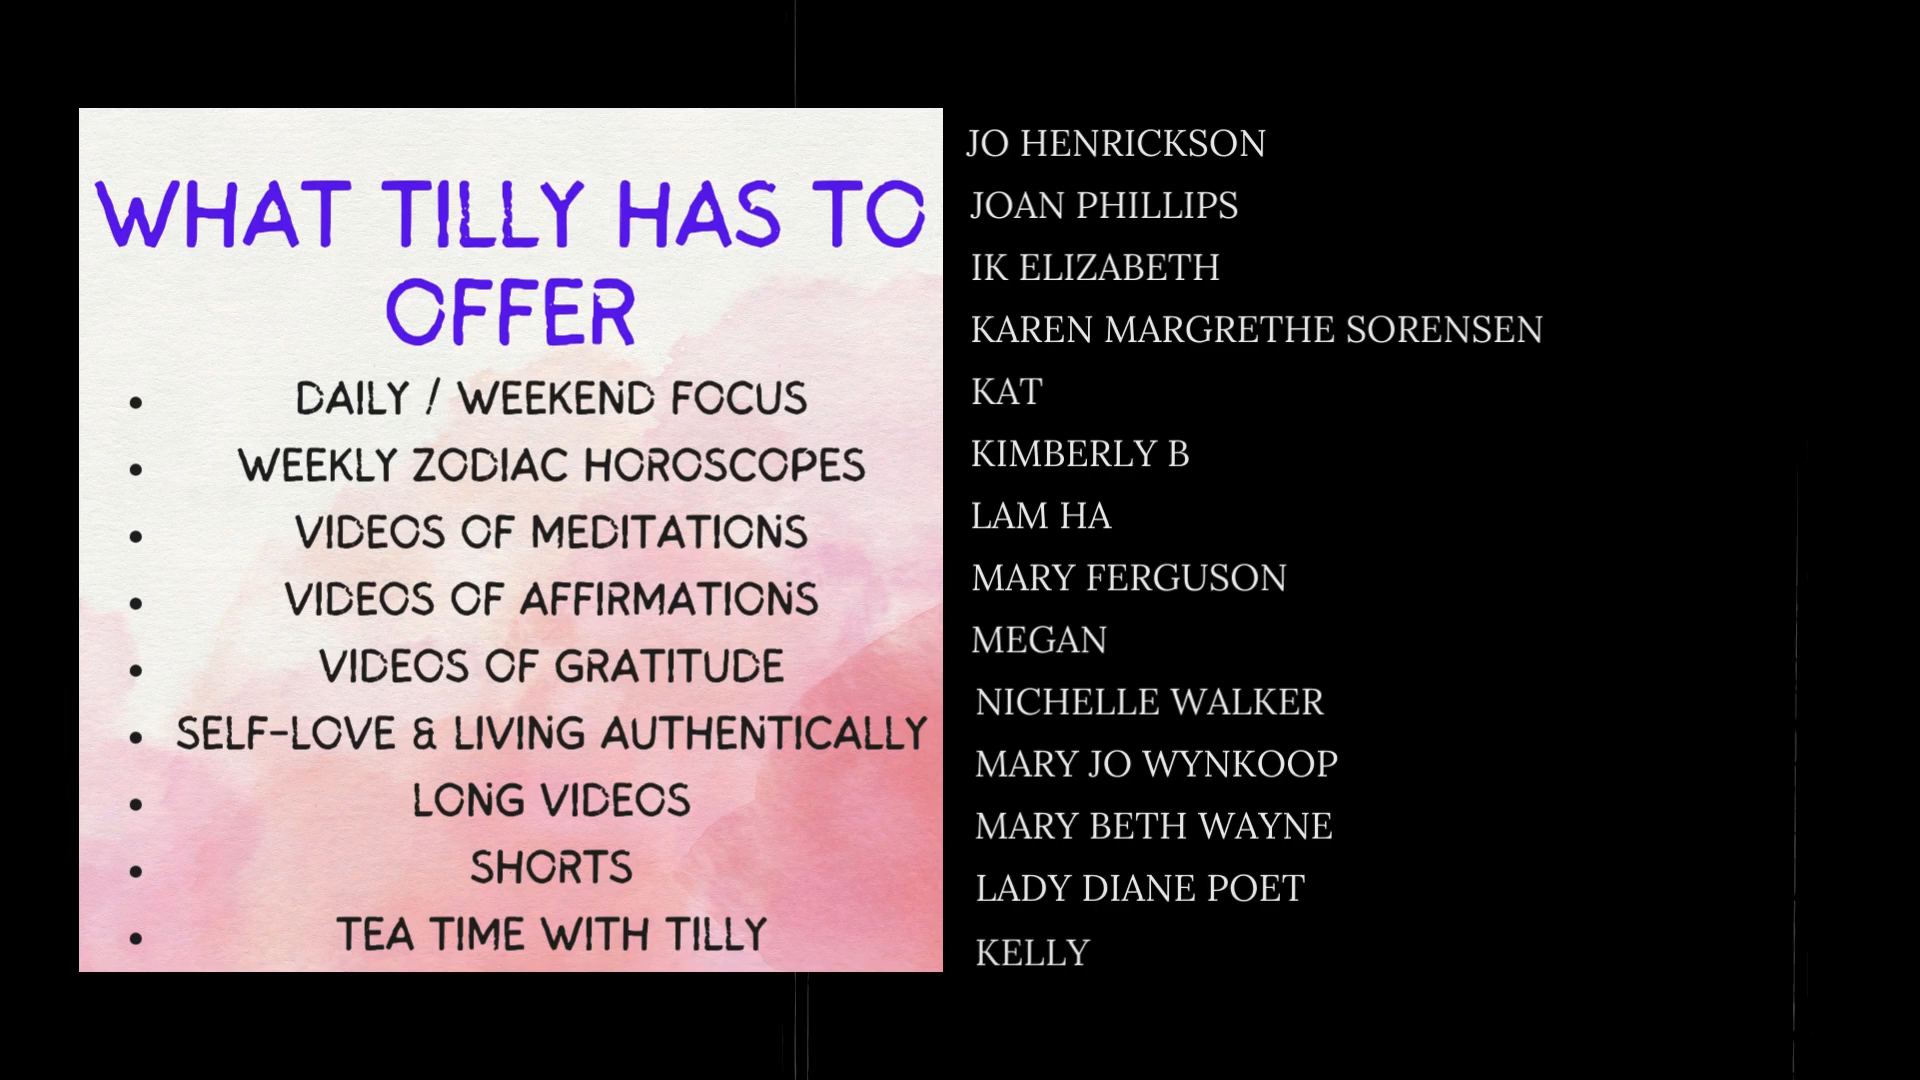 WHAT TILLY HAS TO
OFFER
• DAILY / WEEKEND FOCUS
• WEEKLY ZODIAC HOROSCOPES
• VIDEOS OF MEDITATIONS
• VIDEOS OF AFFIRMATIONS
• VIDEOS OF GRATITUDE
• SELF-LOVE & LIVING AUTHENTICALLY
• LONG VIDEOS
• SHORTS
• TEA TIME WITH TILLY
JO HENRICKSON
JOAN PHILLIPS
IK ELIZABETH
KAREN MARGRETHE SORENSEN
KAT
KIMBERLY B
LAM HA
MARY FERGUSON
MEGAN
NICHELLE WALKER
MARY JO WYNKOOP
MARY BETH WAYNE
LADY DIANE POET
KELLY